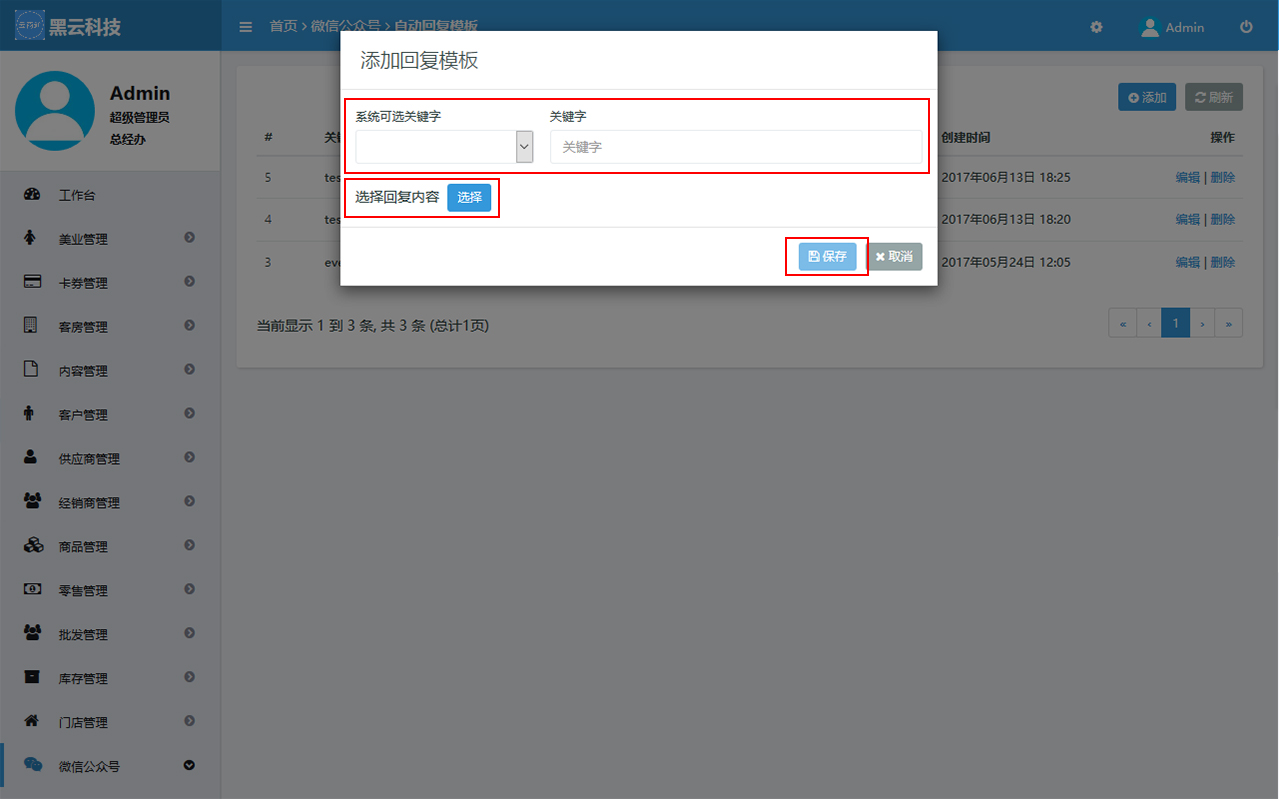 黑云科技
首页 > 微信公众号 > 自动回复模板
Admin
Admin
超级管理员
总经办
工作台
美业管理
卡券管理
客房管理
内容管理
客户管理
供应商管理
经销商管理
商品管理
零售管理
批发管理
库存管理
门店管理
微信公众号
添加回复模板
系统可选关键字
关键字
关键字
选择回复内容 选择
保存 取消
添加 刷新
# 创建时间 操作
5 2017年06月13日 18:25 编辑 | 删除
4 2017年06月13日 18:20 编辑 | 删除
3 2017年05月24日 12:05 编辑 | 删除
当前显示 1 到 3 条, 共 3 条 (总计1页)
« ‹ 1 › »